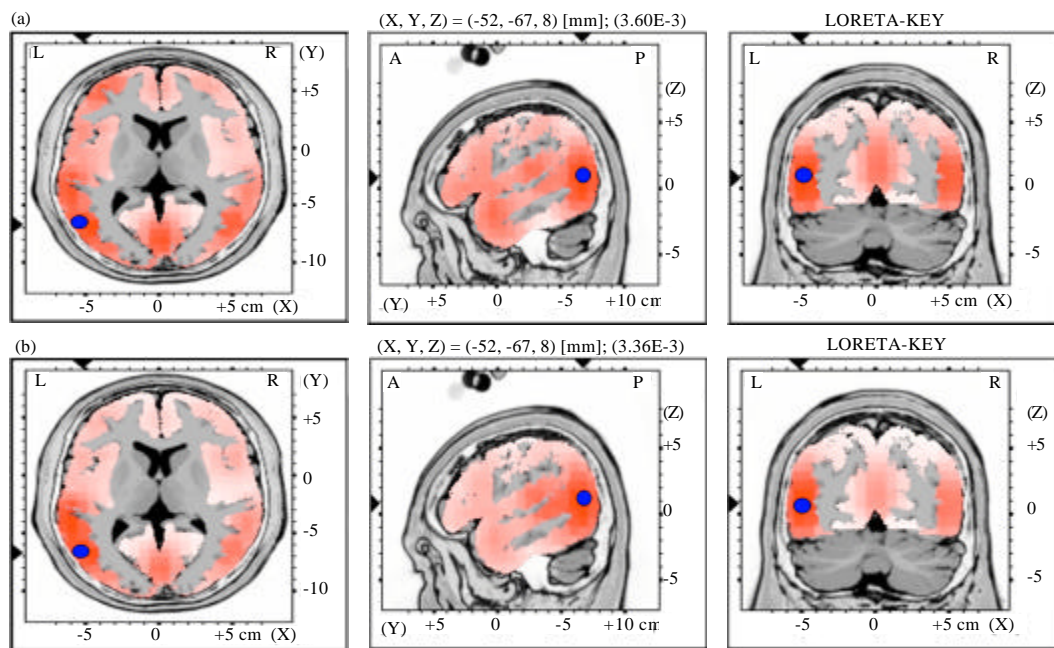 (a)
(X, Y, Z) = (-52, -67, 8) [mm]; (3.60E-3)
LORETA-KEY
L R (Y)
+5
0
-5
-10
-5 0 +5 cm (X)
A P
(Z)
+5
0
-5
(Y) +5 0 -5 +10 cm
L R
(Z)
+5
0
-5
-5 0 +5 cm (X)
(b)
(X, Y, Z) = (-52, -67, 8) [mm]; (3.36E-3)
LORETA-KEY
L R (Y)
+5
0
-5
-10
-5 0 +5 cm (X)
A P
(Z)
+5
0
-5
(Y) +5 0 -5 +10 cm
L R
(Z)
+5
0
-5
-5 0 +5 cm (X)